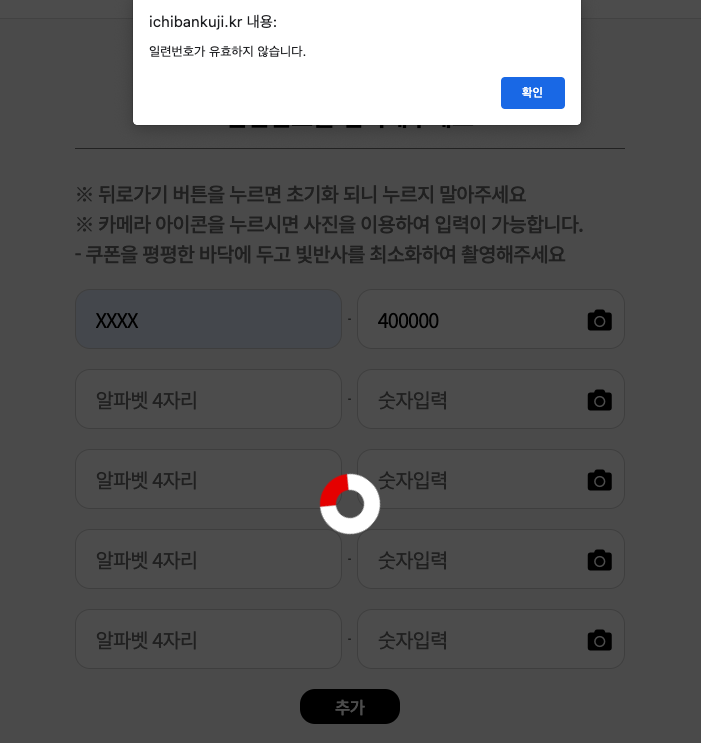 ichibankuji.kr 내용:
일련번호가 유효하지 않습니다.
확인
※ 뒤로가기 버튼을 누르면 초기화 되니 누르지 말아주세요
※ 카메라 아이콘을 누르시면 사진을 이용하여 입력이 가능합니다.
- 쿠폰을 평평한 바닥에 두고 빛반사를 최소화하여 촬영해주세요
XXXX - 400000
알파벳 4자리 - 숫자입력
알파벳 4자리 - 숫자입력
알파벳 4자리 - 숫자입력
알파벳 4자리 - 숫자입력
추가